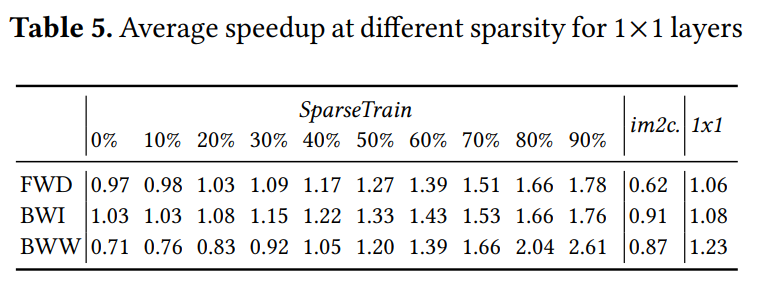 Table 5. Average speedup at different sparsity for 1×1 layers
SparseTrain im2c. 1x1
0% 10% 20% 30% 40% 50% 60% 70% 80% 90%
FWD 0.97 0.98 1.03 1.09 1.17 1.27 1.39 1.51 1.66 1.78 0.62 1.06
BWI 1.03 1.03 1.08 1.15 1.22 1.33 1.43 1.53 1.66 1.76 0.91 1.08
BWW 0.71 0.76 0.83 0.92 1.05 1.20 1.39 1.66 2.04 2.61 0.87 1.23